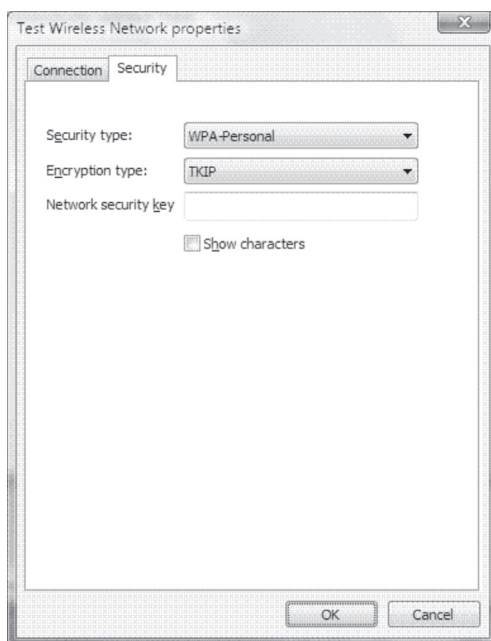 Test Wireless Network properties
X
Connection Security
Security type: WPA-Personal
Encryption type: TKIP
Network security key
Show characters
OK Cancel